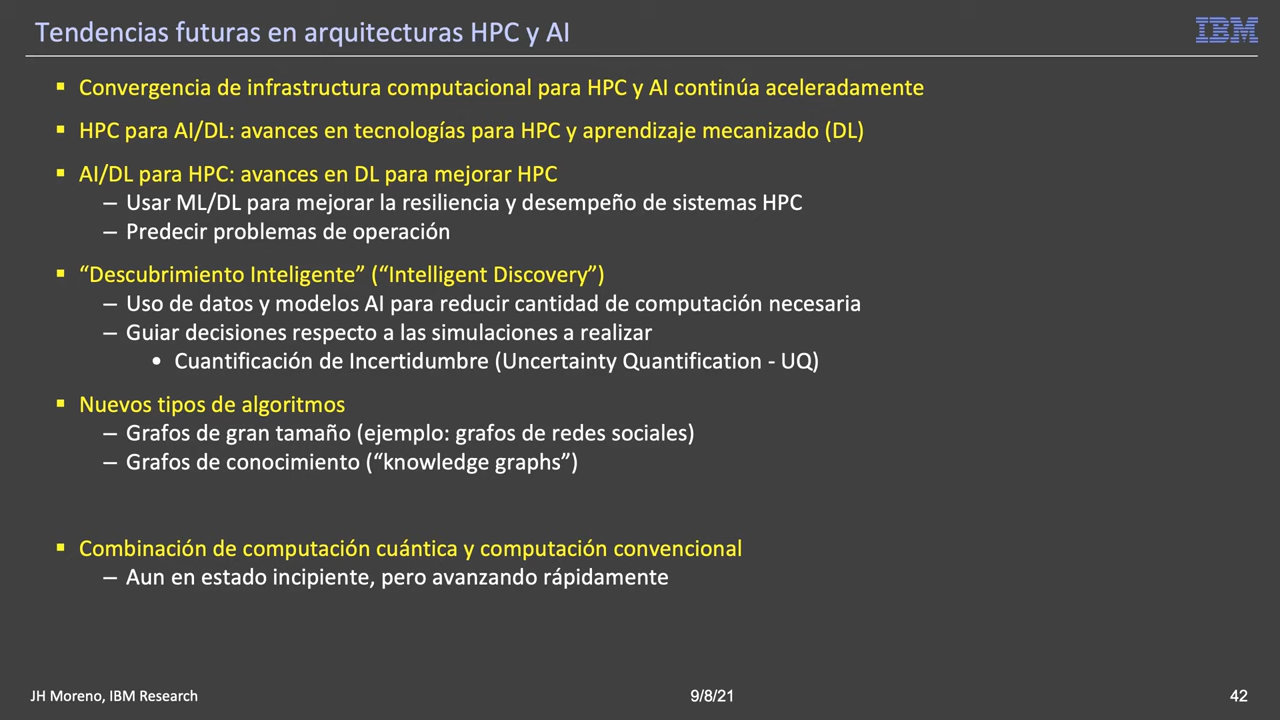 Tendencias futuras en arquitecturas HPC y AI
IBM
▪ Convergencia de infrastructura computacional para HPC y AI continúa aceleradamente
▪ HPC para AI/DL: avances en tecnologías para HPC y aprendizaje mecanizado (DL)
▪ AI/DL para HPC: avances en DL para mejorar HPC
– Usar ML/DL para mejorar la resiliencia y desempeño de sistemas HPC
– Predecir problemas de operación
▪ “Descubrimiento Inteligente” (“Intelligent Discovery”)
– Uso de datos y modelos AI para reducir cantidad de computación necesaria
– Guiar decisiones respecto a las simulaciones a realizar
• Cuantificación de Incertidumbre (Uncertainty Quantification - UQ)
▪ Nuevos tipos de algoritmos
– Grafos de gran tamaño (ejemplo: grafos de redes sociales)
– Grafos de conocimiento (“knowledge graphs”)
▪ Combinación de computación cuántica y computación convencional
– Aun en estado incipiente, pero avanzando rápidamente
JH Moreno, IBM Research
9/8/21
42